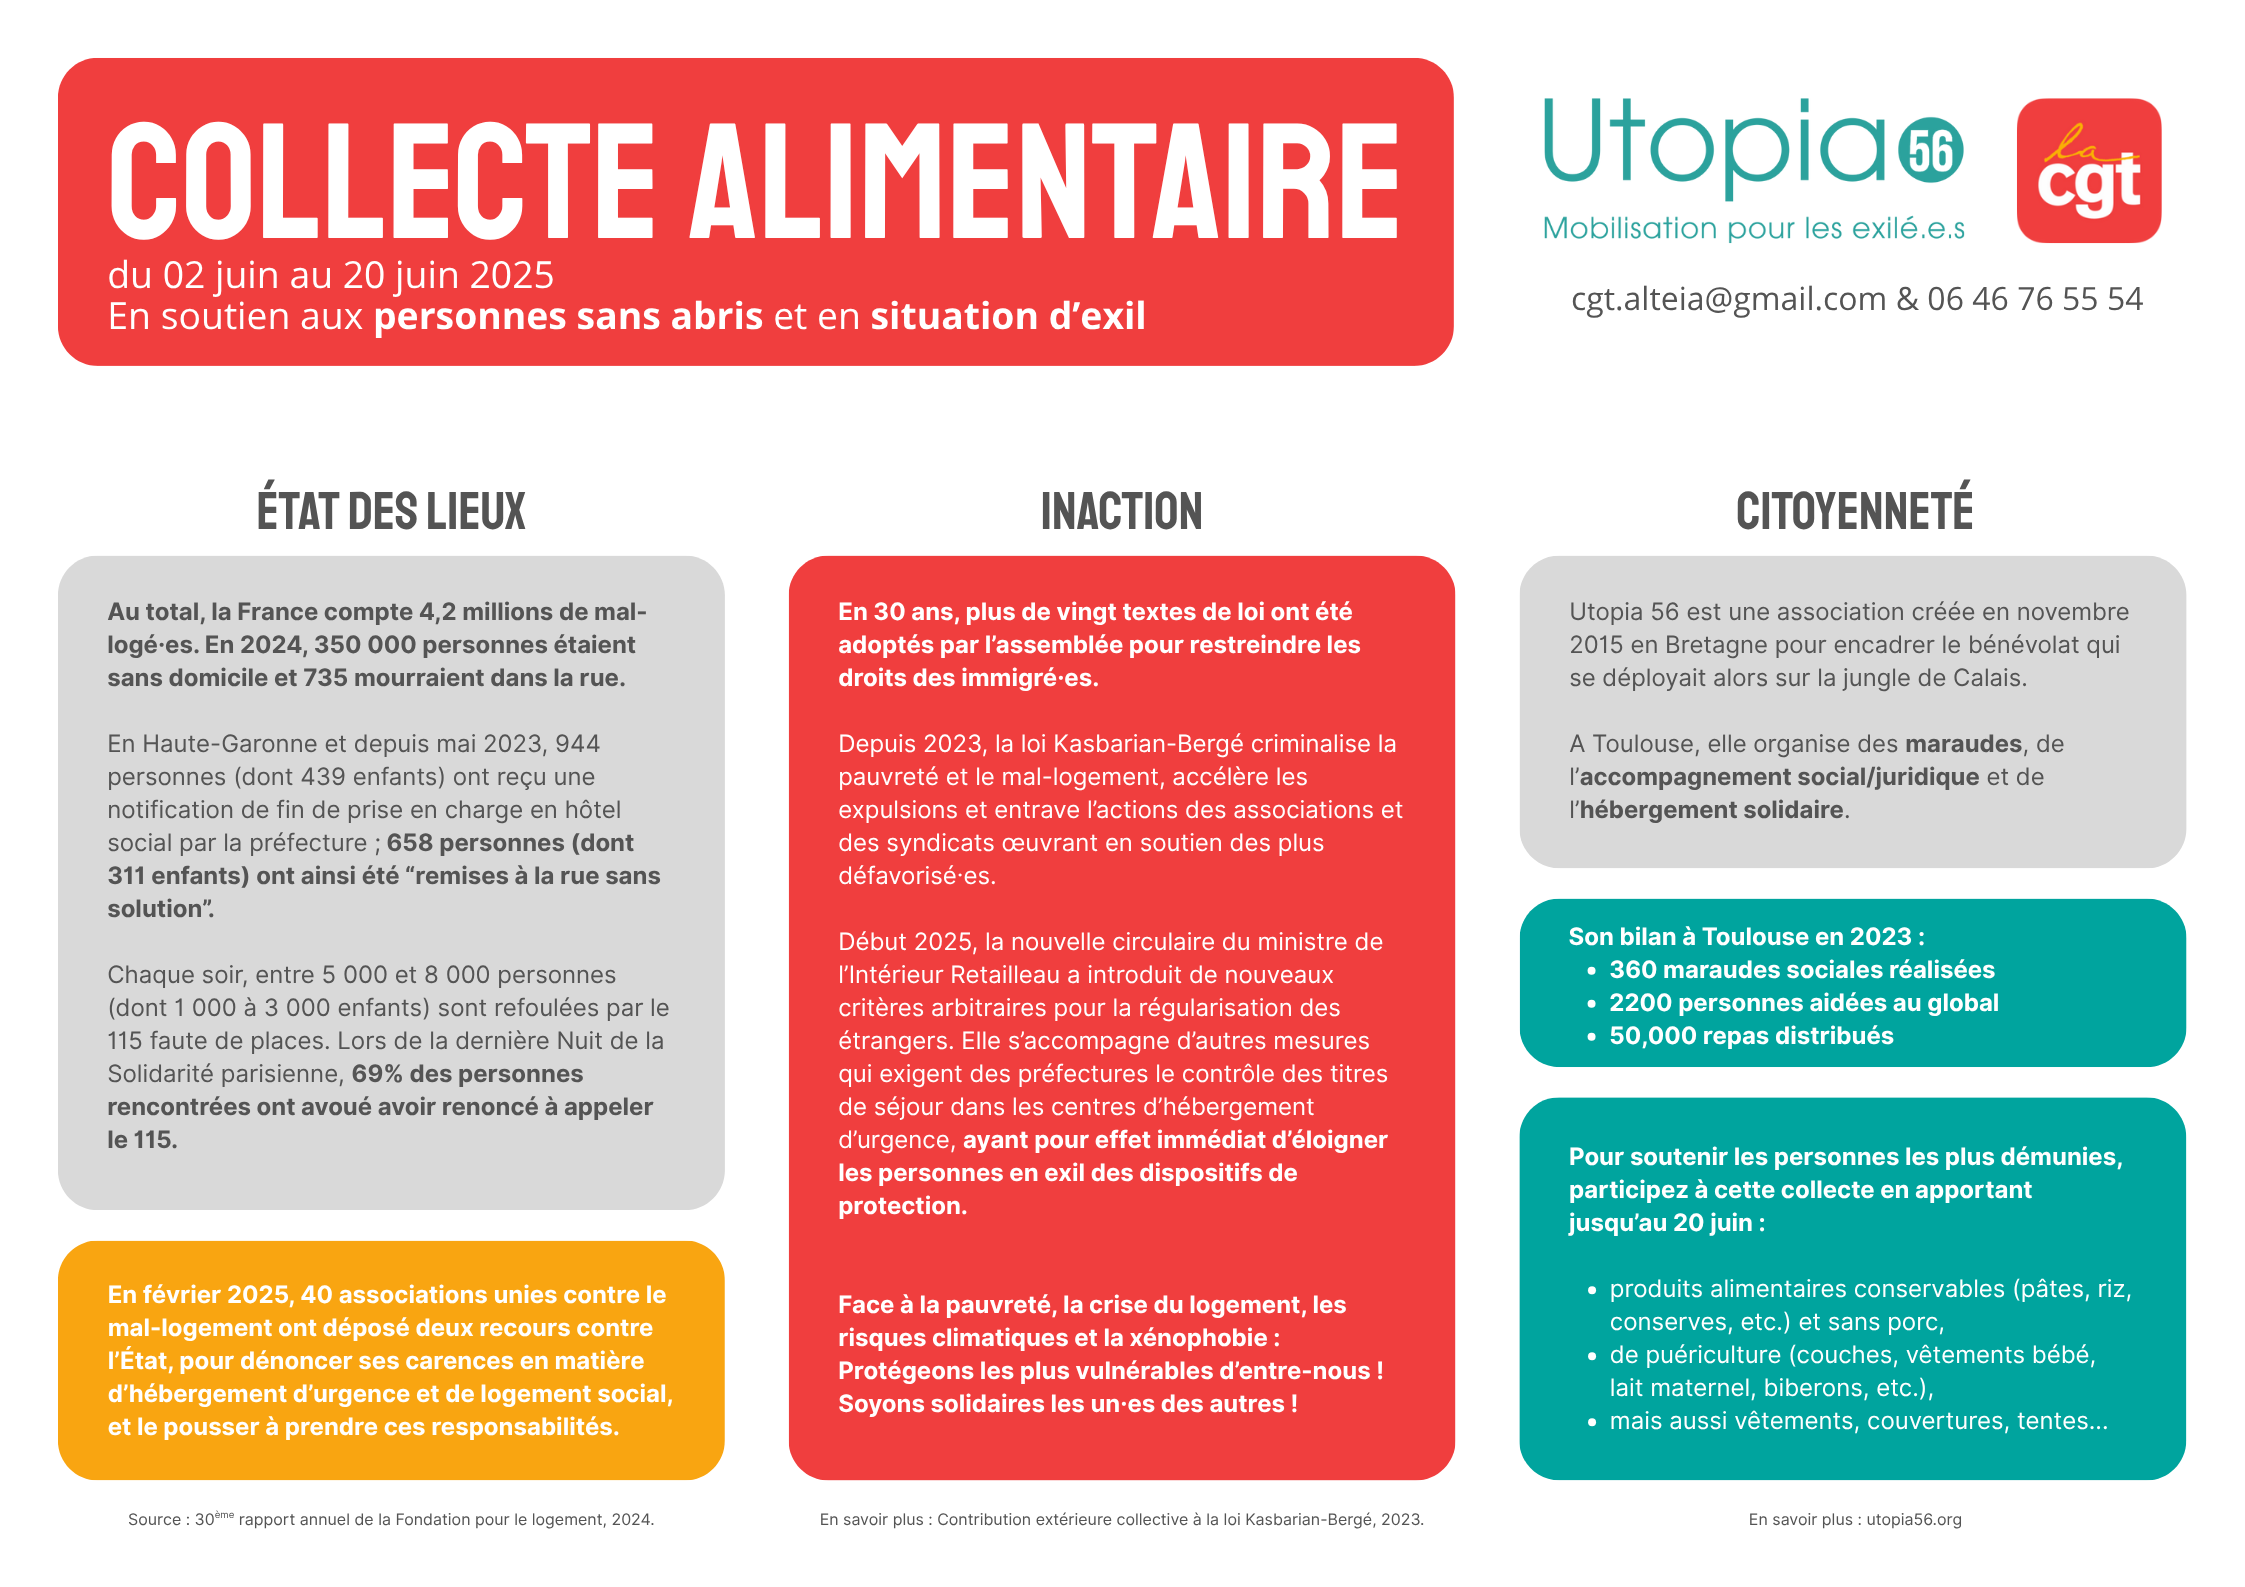 COLLECTE ALIMENTAIRE
du 02 juin au 20 juin 2025
En soutien aux personnes sans abris et en situation d’exil
Utopia 56
Mobilisation pour les exilé.e.s
la
cgt
cgt.alteia@gmail.com & 06 46 76 55 54
ÉTAT DES LIEUX
Au total, la France compte 4,2 millions de mal-
logé·es. En 2024, 350 000 personnes étaient
sans domicile et 735 mourraient dans la rue.
En Haute-Garonne et depuis mai 2023, 944
personnes (dont 439 enfants) ont reçu une
notification de fin de prise en charge en hôtel
social par la préfecture ; 658 personnes (dont
311 enfants) ont ainsi été “remises à la rue sans
solution”.
Chaque soir, entre 5 000 et 8 000 personnes
(dont 1 000 à 3 000 enfants) sont refoulées par le
115 faute de places. Lors de la dernière Nuit de la
Solidarité parisienne, 69% des personnes
rencontrées ont avoué avoir renoncé à appeler
le 115.
En février 2025, 40 associations unies contre le
mal-logement ont déposé deux recours contre
l’État, pour dénoncer ses carences en matière
d’hébergement d’urgence et de logement social,
et le pousser à prendre ces responsabilités.
Source : 30ème rapport annuel de la Fondation pour le logement, 2024.
INACTION
En 30 ans, plus de vingt textes de loi ont été
adoptés par l’assemblée pour restreindre les
droits des immigré·es.
Depuis 2023, la loi Kasbarian-Bergé criminalise la
pauvreté et le mal-logement, accélère les
expulsions et entrave l’actions des associations et
des syndicats œuvrant en soutien des plus
défavorisé·es.
Début 2025, la nouvelle circulaire du ministre de
l’Intérieur Retailleau a introduit de nouveaux
critères arbitraires pour la régularisation des
étrangers. Elle s’accompagne d’autres mesures
qui exigent des préfectures le contrôle des titres
de séjour dans les centres d’hébergement
d’urgence, ayant pour effet immédiat d’éloigner
les personnes en exil des dispositifs de
protection.
Face à la pauvreté, la crise du logement, les
risques climatiques et la xénophobie :
Protégeons les plus vulnérables d’entre-nous !
Soyons solidaires les un·es des autres !
En savoir plus : Contribution extérieure collective à la loi Kasbarian-Bergé, 2023.
CITOYENNETÉ
Utopia 56 est une association créée en novembre
2015 en Bretagne pour encadrer le bénévolat qui
se déployait alors sur la jungle de Calais.
A Toulouse, elle organise des maraudes, de
l’accompagnement social/juridique et de
l’hébergement solidaire.
Son bilan à Toulouse en 2023 :
• 360 maraudes sociales réalisées
• 2200 personnes aidées au global
• 50,000 repas distribués
Pour soutenir les personnes les plus démunies,
participez à cette collecte en apportant
jusqu’au 20 juin :
• produits alimentaires conservables (pâtes, riz,
conserves, etc.) et sans porc,
• de puériculture (couches, vêtements bébé,
lait maternel, biberons, etc.),
• mais aussi vêtements, couvertures, tentes...
En savoir plus : utopia56.org